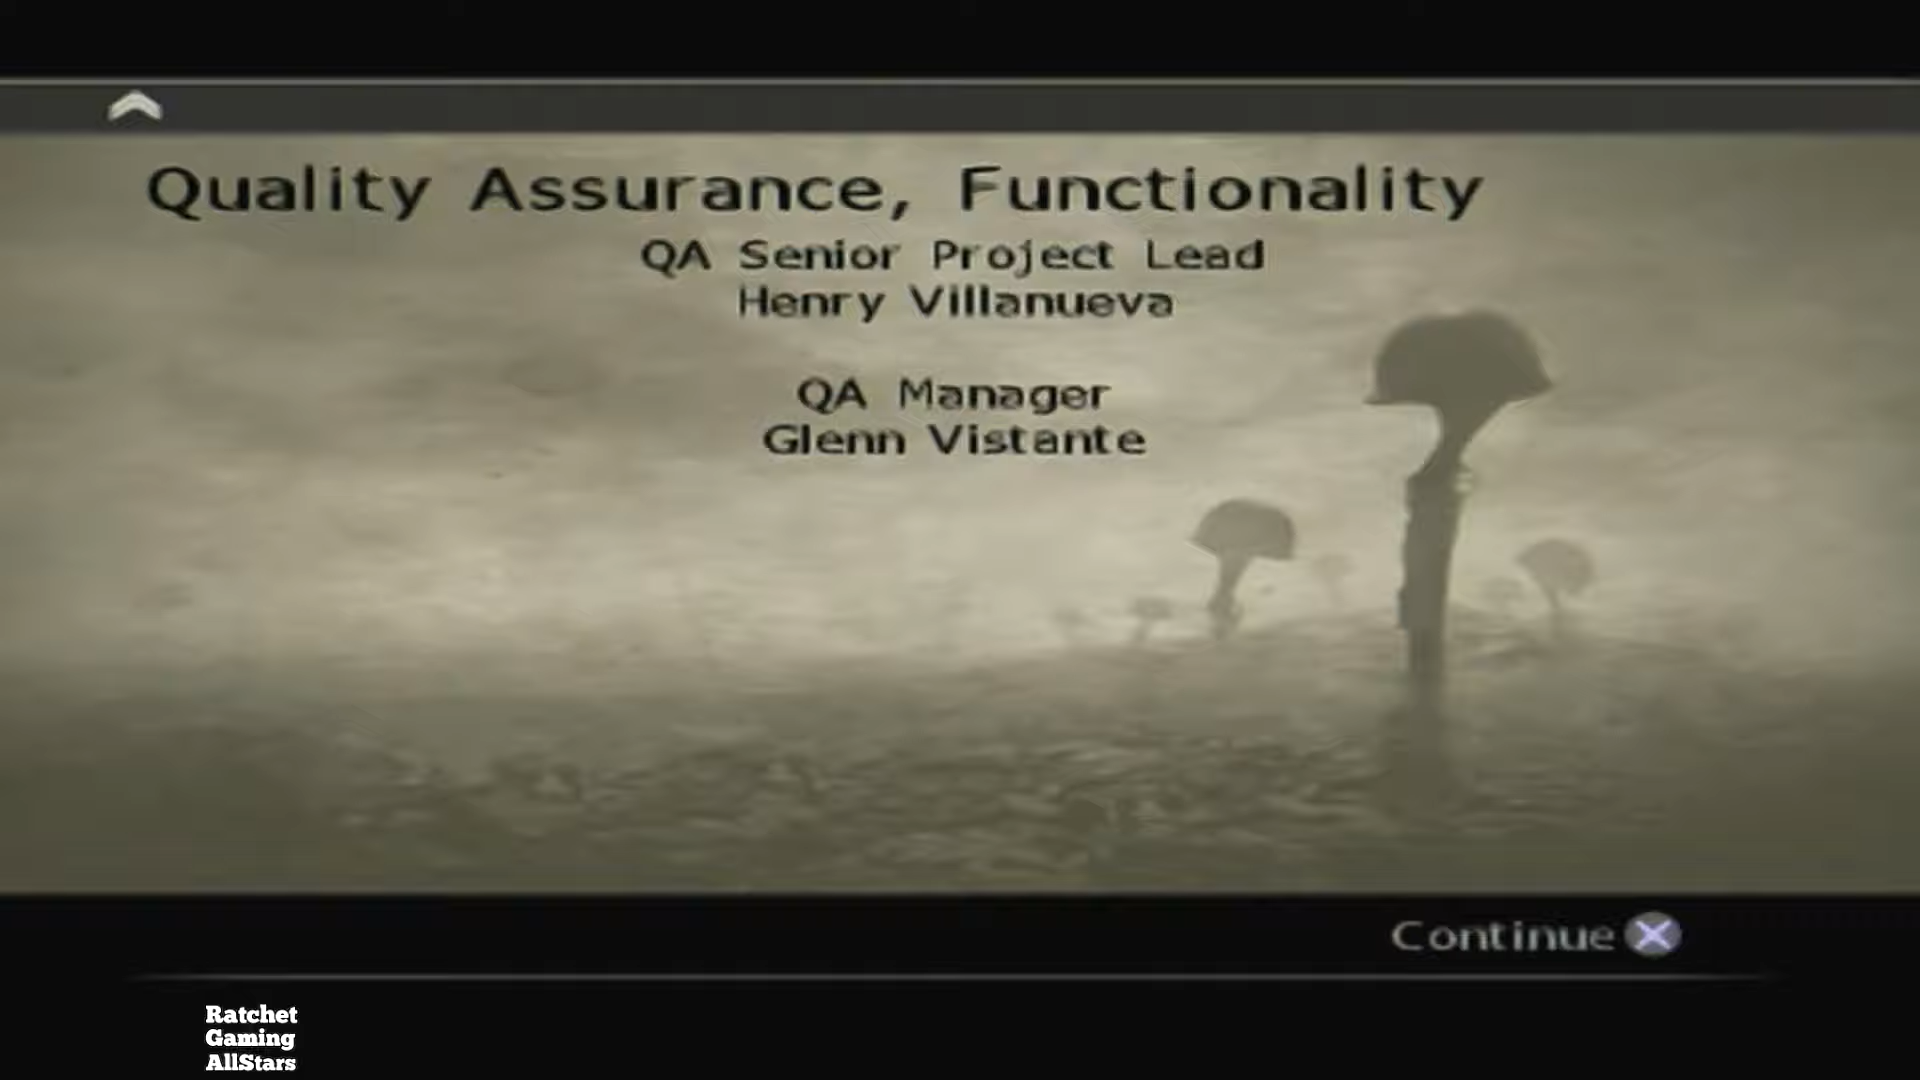 Quality Assurance, Functionality
QA Senior Project Lead
Henry Villanueva
QA Manager
Glenn Vistante
Continue
Ratchet
Gaming
AllStars